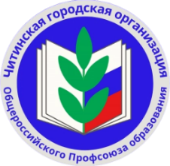 Читинская городская организация
Общероссийского Профсоюза образования